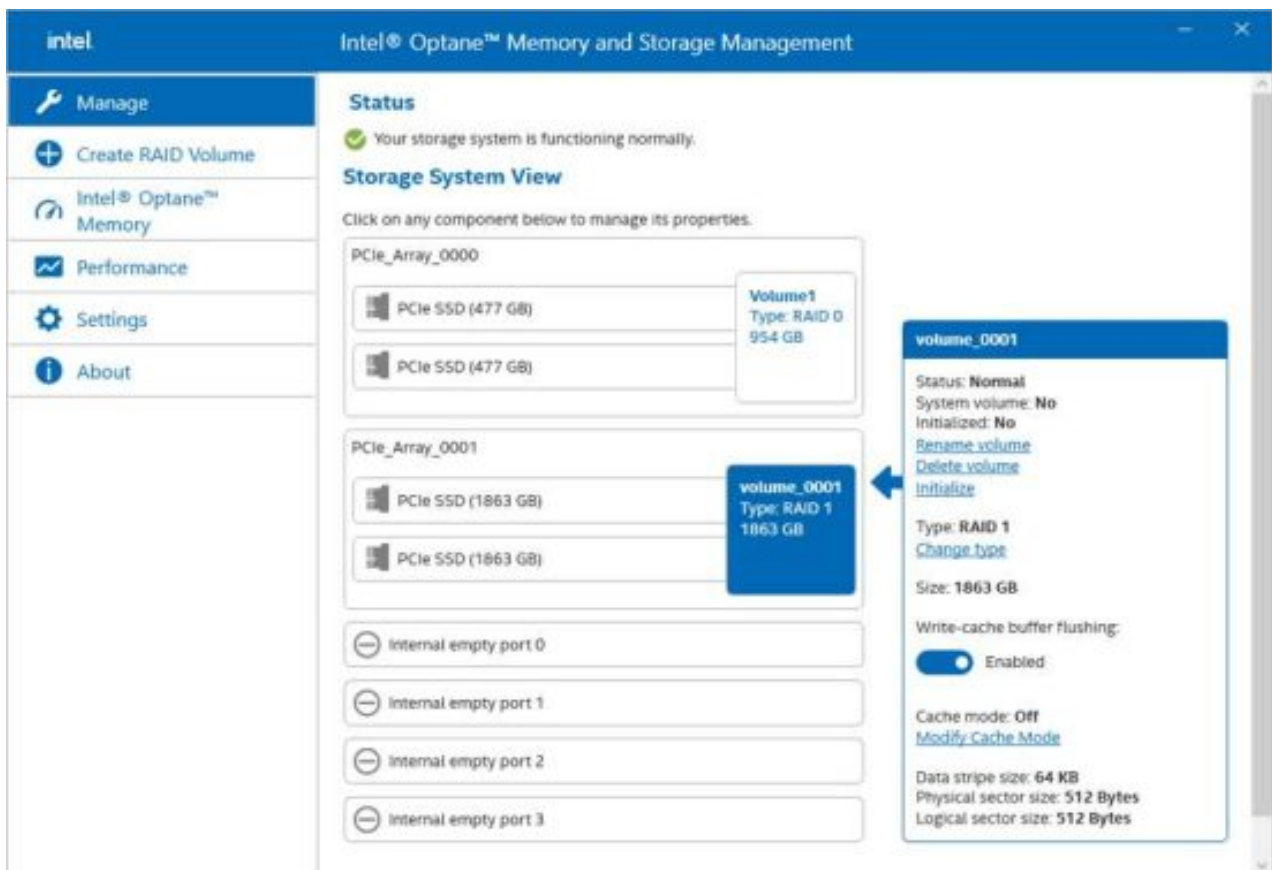 intel
Intel® Optane™ Memory and Storage Management
Manage
Create RAID Volume
Intel® Optane™
Memory
Performance
Settings
About
Status
Your storage system is functioning normally.
Storage System View
Click on any component below to manage its properties.
PCIe_Array_0000
PCIe SSD (477 GB)
PCIe SSD (477 GB)
Volume1
Type: RAID 0
954 GB
PCIe_Array_0001
PCIe SSD (1863 GB)
PCIe SSD (1863 GB)
volume_0001
Type: RAID 1
1863 GB
Internal empty port 0
Internal empty port 1
Internal empty port 2
Internal empty port 3
volume_0001
Status: Normal
System volume: No
Initialized: No
Rename volume
Delete volume
Initialize
Type: RAID 1
Change type
Size: 1863 GB
Write-cache buffer flushing:
Enabled
Cache mode: Off
Modify Cache Mode
Data stripe size: 64 KB
Physical sector size: 512 Bytes
Logical sector size: 512 Bytes